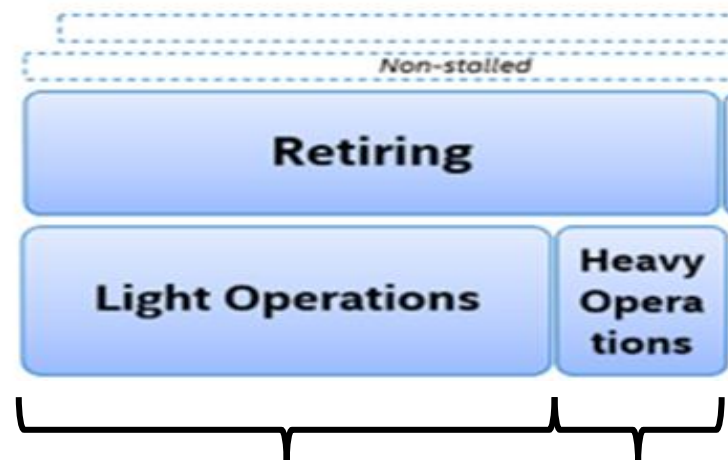 Non-stalled
Retiring
Light Operations
Heavy
Opera
tions